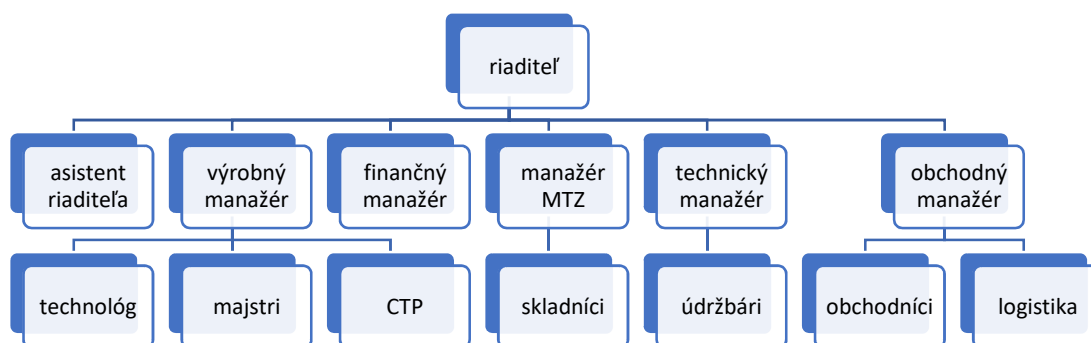 riaditeľ
asistent
riaditeľa
výrobný
manažér
finančný
manažér
manažér
MTZ
technický
manažér
obchodný
manažér
technológ
majstri
CTP
skladníci
údržbári
obchodníci
logistika